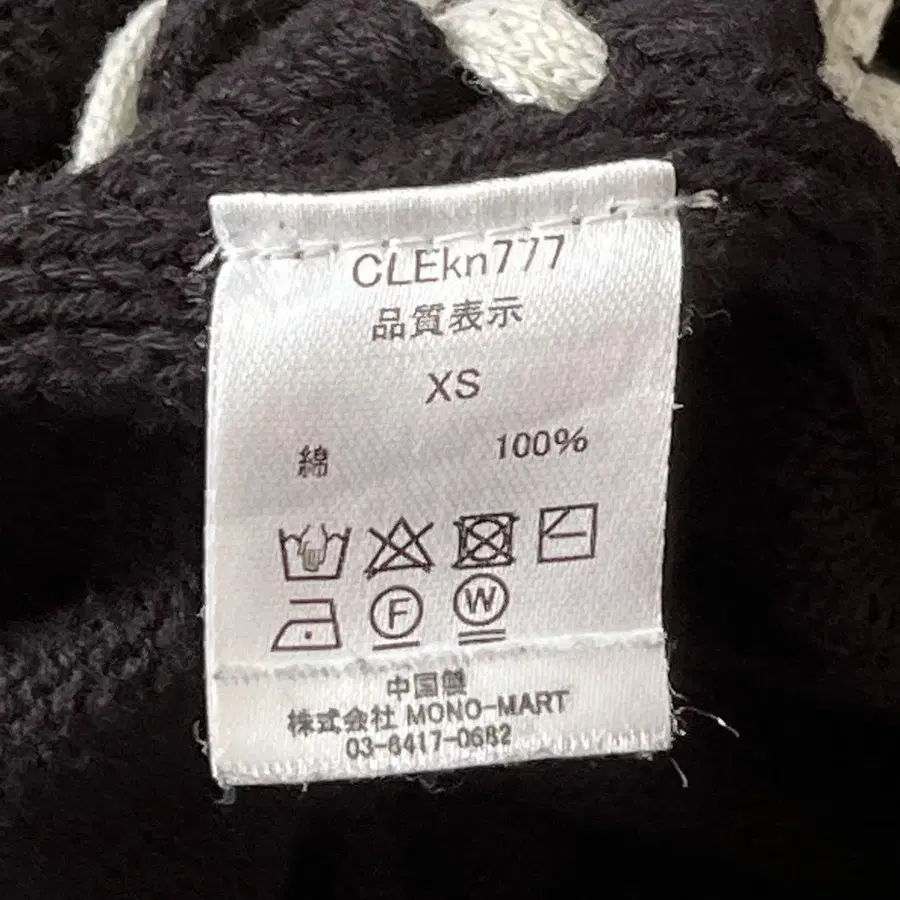 CLEkn777
品質表示
XS
綿 100%
F W
中国製
株式会社 MONO-MART
03-6417-0682